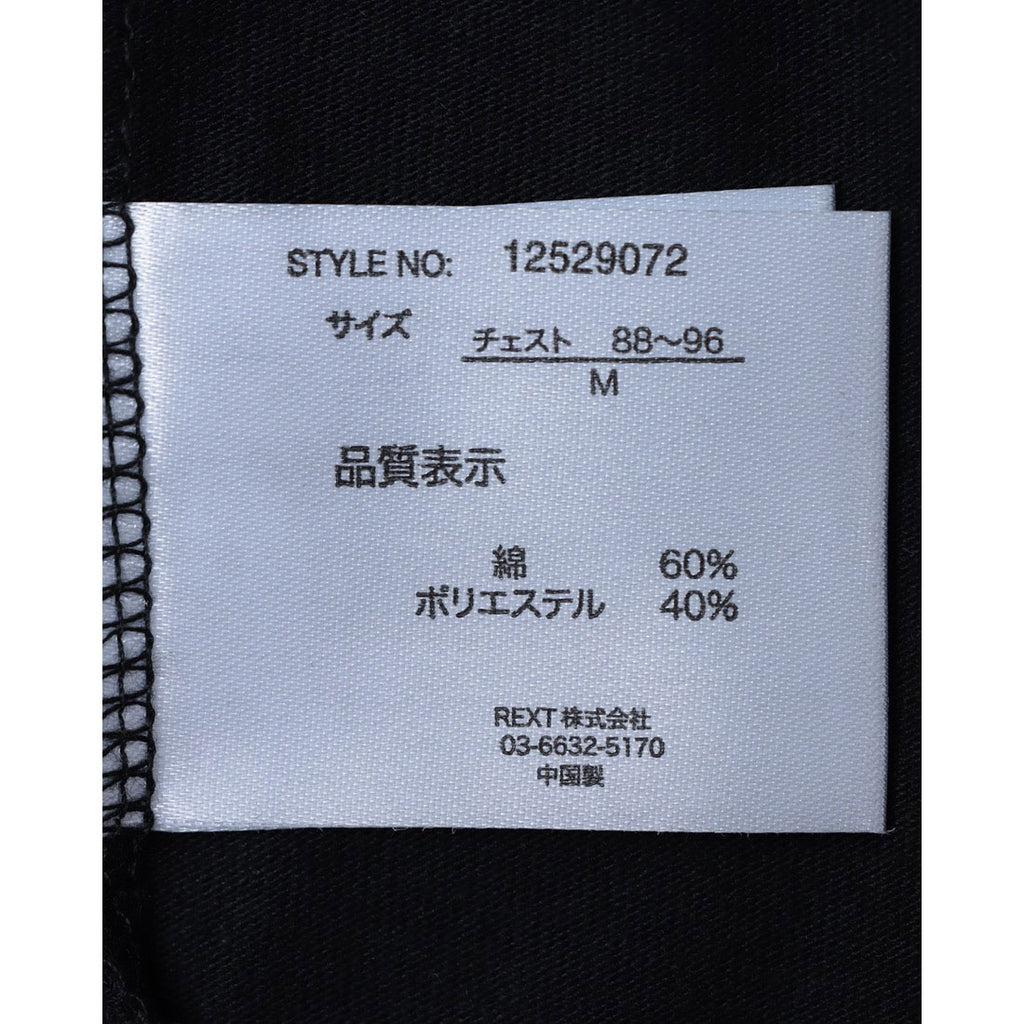 STYLE NO: 12529072
サイズ チェスト 88～96
M
品質表示
綿 60%
ポリエステル 40%
REXT 株式会社
03-6632-5170
中国製